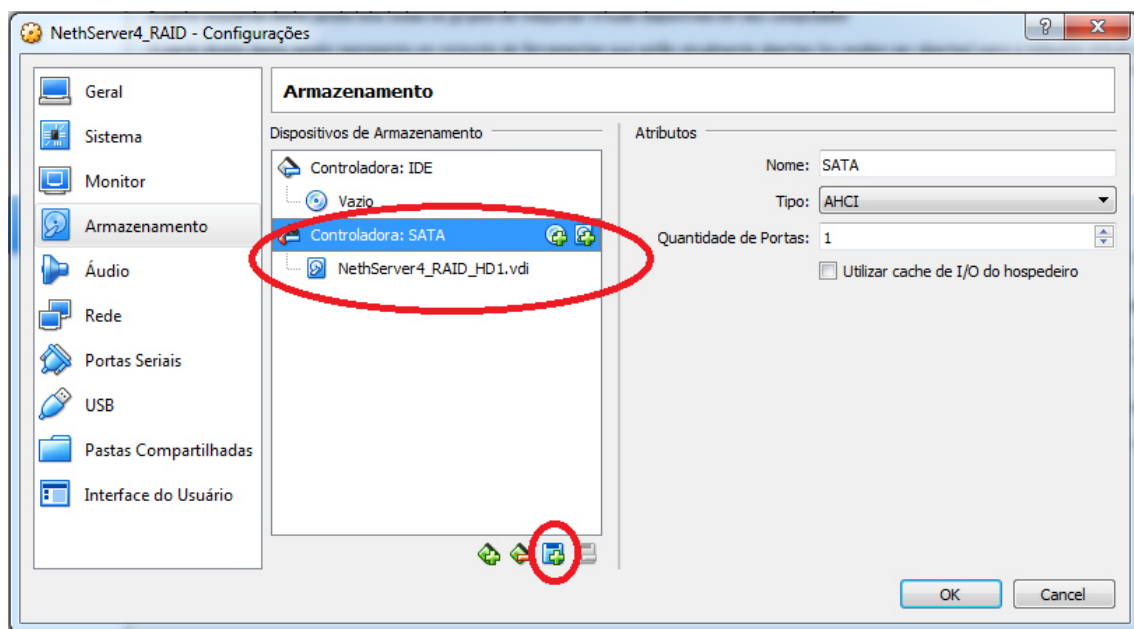 NethServer4_RAID - Configurações
Geral
Sistema
Monitor
Armazenamento
Áudio
Rede
Portas Seriais
USB
Pastas Compartilhadas
Interface do Usuário
Armazenamento
Dispositivos de Armazenamento
Controladora: IDE
Vazio
Controladora: SATA
NethServer4_RAID_HD1.vdi
Atributos
Nome: SATA
Tipo: AHCI
Quantidade de Portas: 1
Utilizar cache de I/O do hospedeiro
OK
Cancel